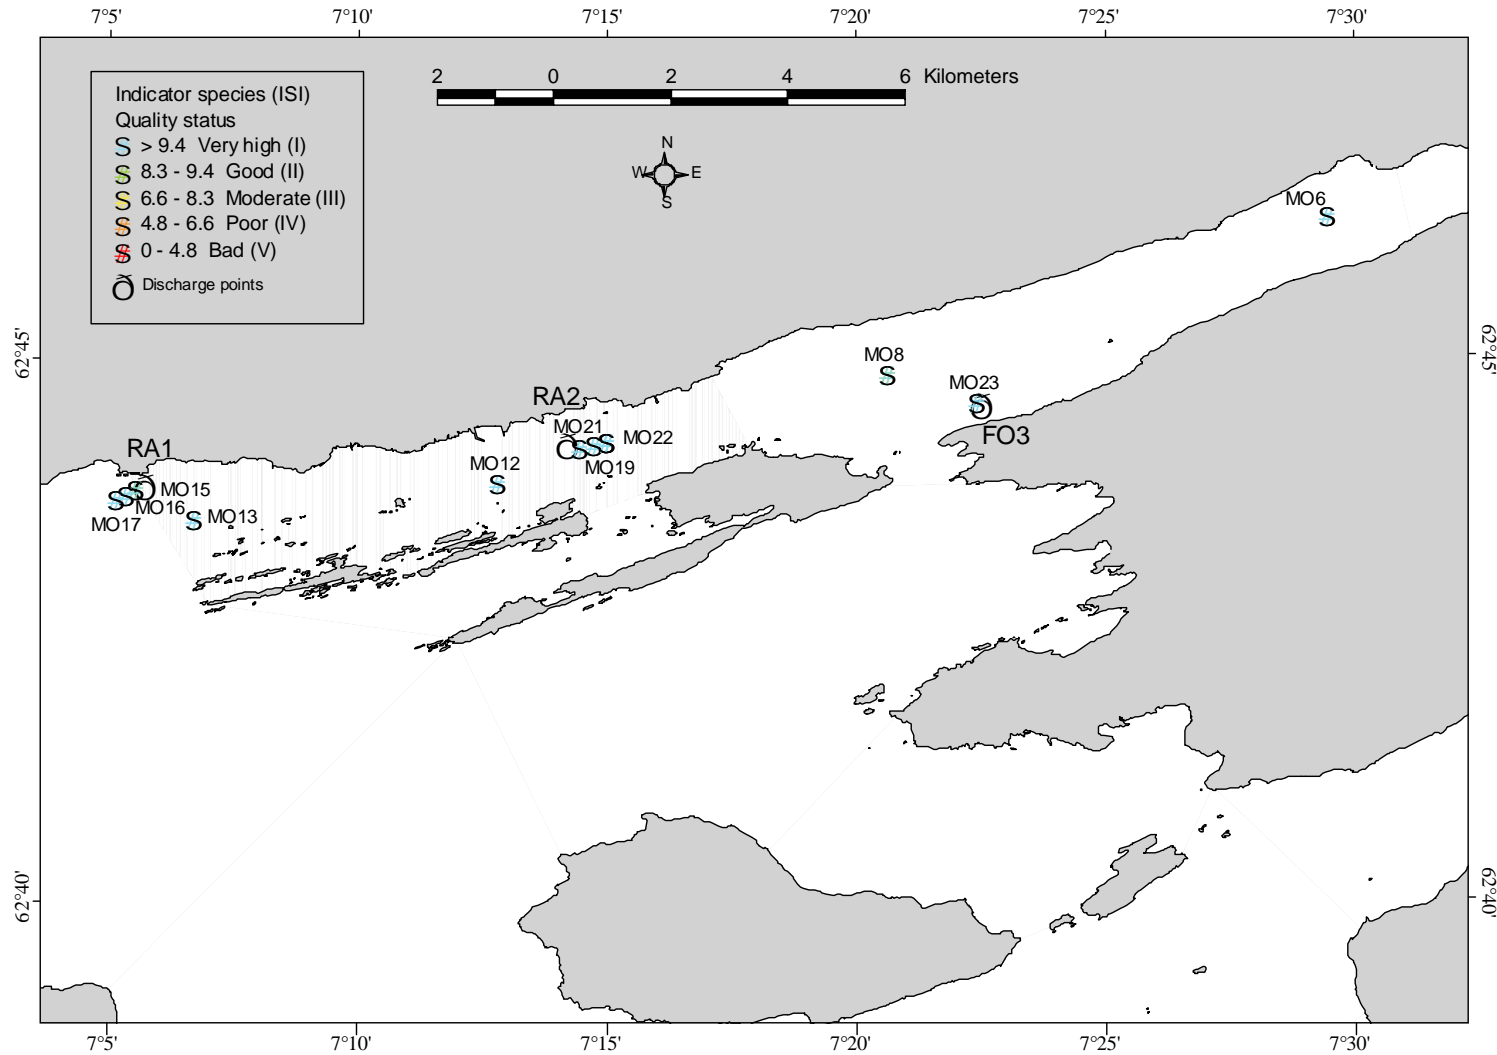 7°5' 7°10' 7°15' 7°20' 7°25' 7°30'
2 0 2 4 6 Kilometers
Indicator species (ISI)
Quality status
S > 9.4 Very high (I)
S 8.3 - 9.4 Good (II)
S 6.6 - 8.3 Moderate (III)
S 4.8 - 6.6 Poor (IV)
S 0 - 4.8 Bad (V)
Õ Discharge points
N
W E
S
MO6
S
62°45' 62°45'
MO8
S
MO23
S Õ
FO3
RA2
MO21
Õ S S S MO22
MO19
RA1
MO12
S
S S S Õ MO15
MO16
MO17
S MO13
62°40' 62°40'
7°5' 7°10' 7°15' 7°20' 7°25' 7°30'